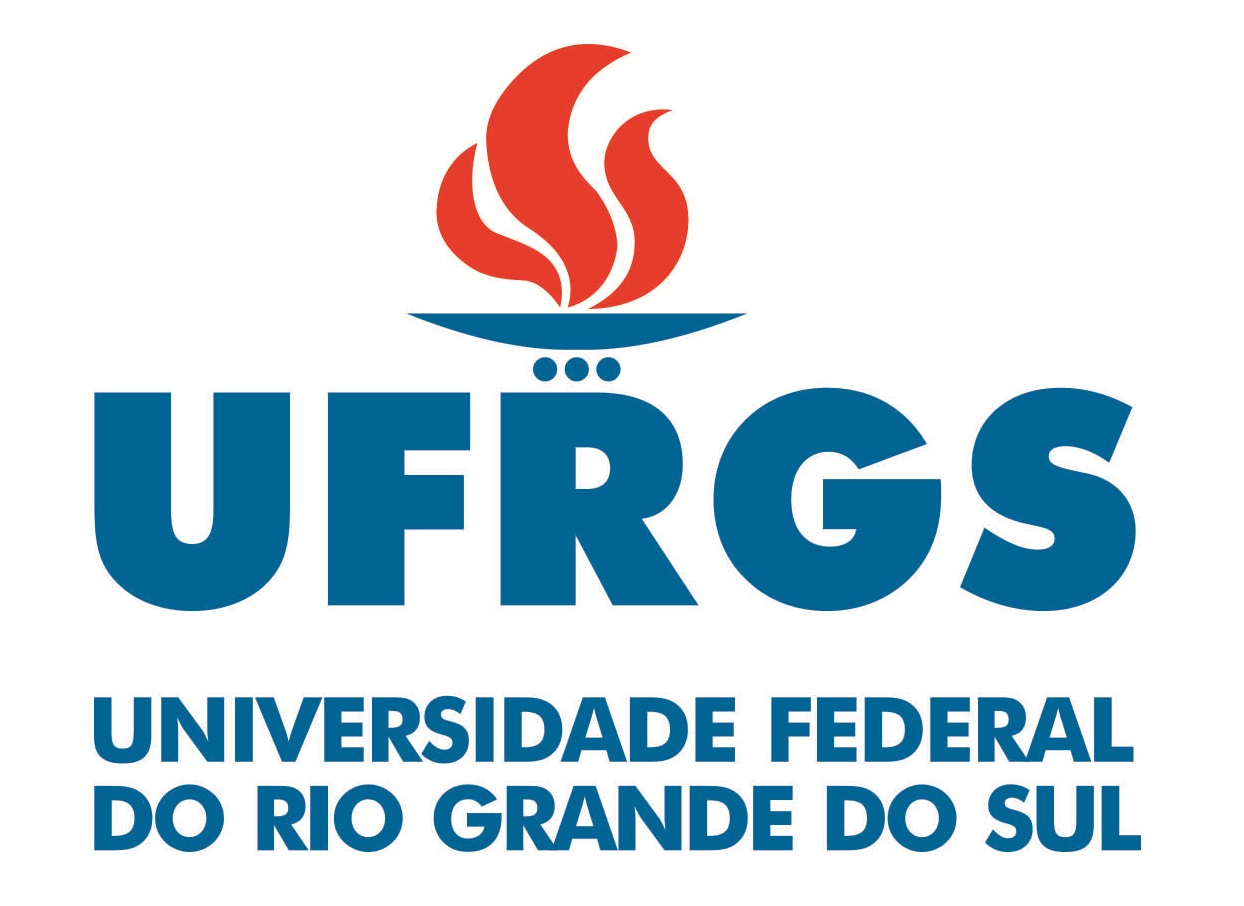 UFRGS
UNIVERSIDADE FEDERAL
DO RIO GRANDE DO SUL